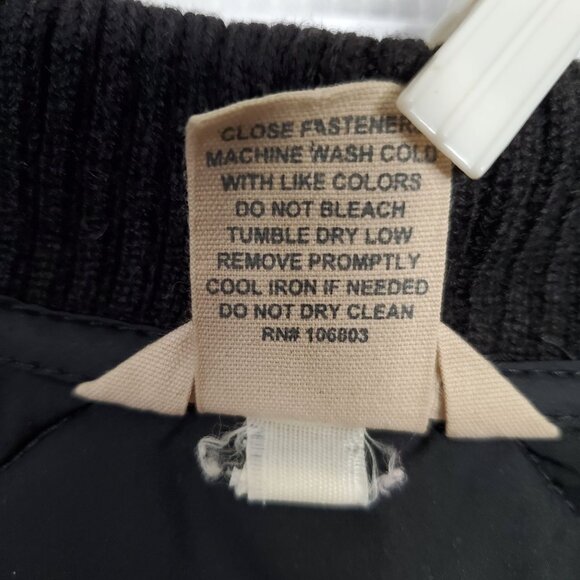 CLOSE FASTENER
MACHINE WASH COLD
WITH LIKE COLORS
DO NOT BLEACH
TUMBLE DRY LOW
REMOVE PROMPTLY
COOL IRON IF NEEDED
DO NOT DRY CLEAN
RN# 106803